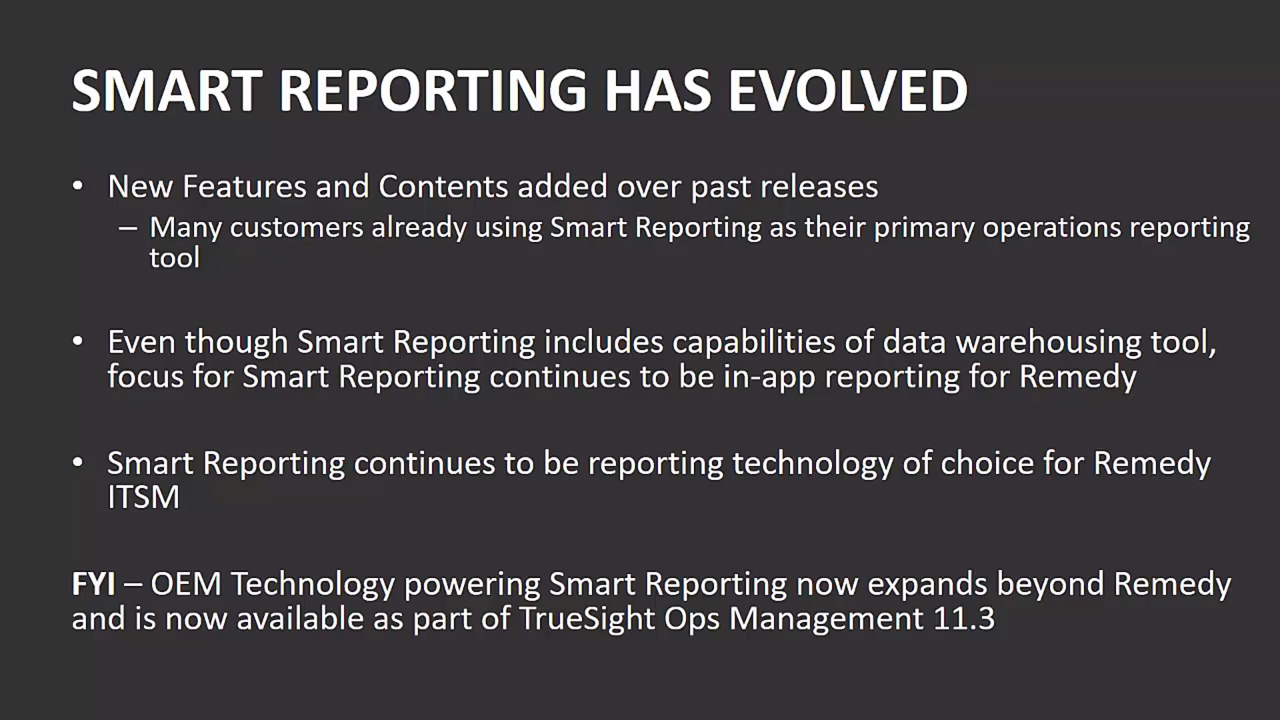 SMART REPORTING HAS EVOLVED
• New Features and Contents added over past releases
– Many customers already using Smart Reporting as their primary operations reporting
tool
• Even though Smart Reporting includes capabilities of data warehousing tool,
focus for Smart Reporting continues to be in-app reporting for Remedy
• Smart Reporting continues to be reporting technology of choice for Remedy
ITSM
FYI – OEM Technology powering Smart Reporting now expands beyond Remedy
and is now available as part of TrueSight Ops Management 11.3